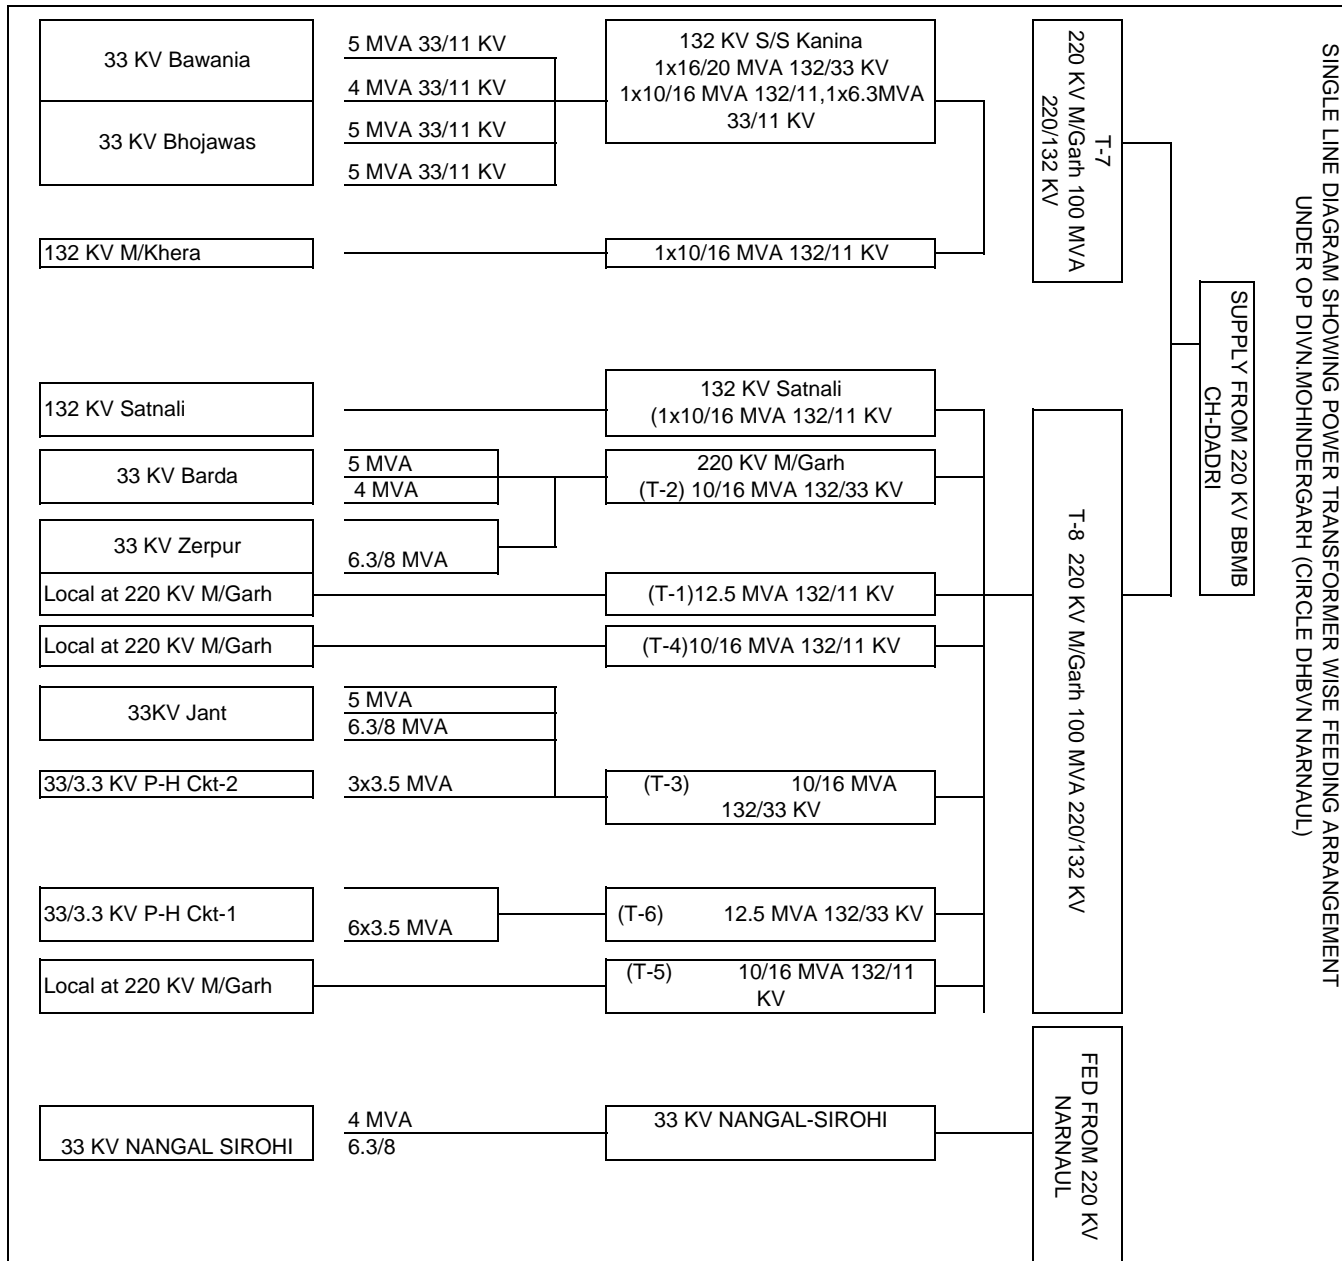 SINGLE LINE DIAGRAM SHOWING POWER TRANSFORMER WISE FEEDING ARRANGEMENT
UNDER OP DIVN.MOHINDERGARH (CIRCLE DHBVN NARNAUL)
SUPPLY FROM 220 KV BBMB
CH-DADRI
T-7
220 KV M/Garh 100 MVA
220/132 KV
33 KV Bawania
5 MVA 33/11 KV
4 MVA 33/11 KV
132 KV S/S Kanina
1x16/20 MVA 132/33 KV
1x10/16 MVA 132/11,1x6.3MVA
33/11 KV
33 KV Bhojawas
5 MVA 33/11 KV
5 MVA 33/11 KV
132 KV M/Khera
1x10/16 MVA 132/11 KV
T-8 220 KV M/Garh 100 MVA 220/132 KV
132 KV Satnali
132 KV Satnali
(1x10/16 MVA 132/11 KV
33 KV Barda
5 MVA
4 MVA
220 KV M/Garh
(T-2) 10/16 MVA 132/33 KV
33 KV Zerpur
6.3/8 MVA
Local at 220 KV M/Garh
(T-1)12.5 MVA 132/11 KV
Local at 220 KV M/Garh
(T-4)10/16 MVA 132/11 KV
33KV Jant
5 MVA
6.3/8 MVA
33/3.3 KV P-H Ckt-2
3x3.5 MVA
(T-3) 10/16 MVA
132/33 KV
33/3.3 KV P-H Ckt-1
6x3.5 MVA
(T-6) 12.5 MVA 132/33 KV
Local at 220 KV M/Garh
(T-5) 10/16 MVA 132/11
KV
FED FROM 220 KV
NARNAUL
33 KV NANGAL SIROHI
4 MVA
6.3/8
33 KV NANGAL-SIROHI